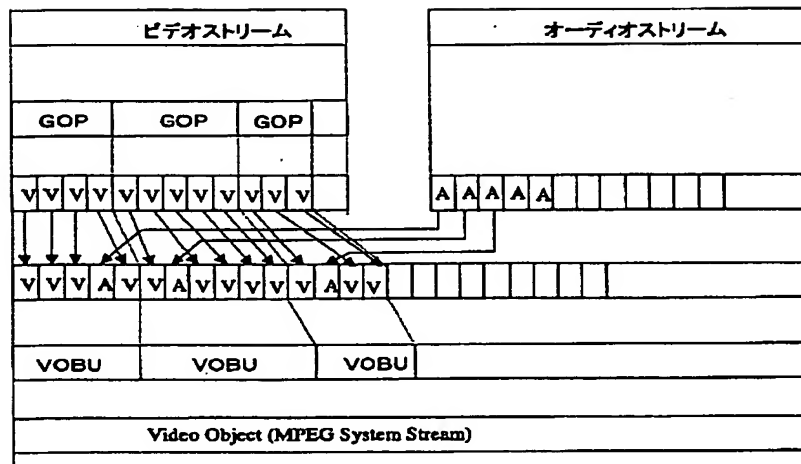 ビデオストリーム
オーディオストリーム
GOP GOP GOP
V V V V V V V V V V V V
A A A A A
V V V A V V A V V V V V A V V
VOBU VOBU VOBU
Video Object (MPEG System Stream)